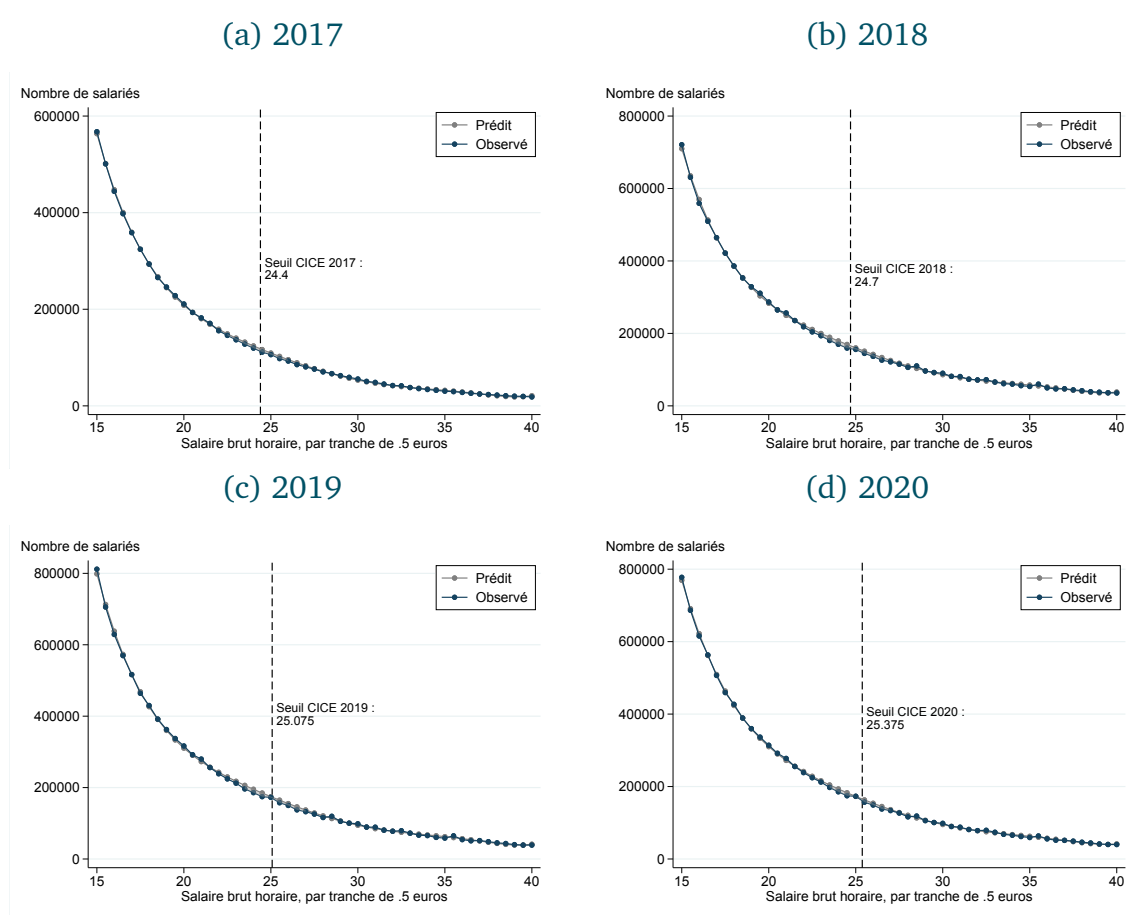 (a) 2017
Nombre de salariés
600000
400000
200000
0
Prédit
Observé
Seuil CICE 2017 :
24.4
15 20 25 30 35 40
Salaire brut horaire, par tranche de .5 euros
(b) 2018
Nombre de salariés
800000
600000
400000
200000
0
Prédit
Observé
Seuil CICE 2018 :
24.7
15 20 25 30 35 40
Salaire brut horaire, par tranche de .5 euros
(c) 2019
Nombre de salariés
800000
600000
400000
200000
0
Prédit
Observé
Seuil CICE 2019 :
25.075
15 20 25 30 35 40
Salaire brut horaire, par tranche de .5 euros
(d) 2020
Nombre de salariés
800000
600000
400000
200000
0
Prédit
Observé
Seuil CICE 2020 :
25.375
15 20 25 30 35 40
Salaire brut horaire, par tranche de .5 euros